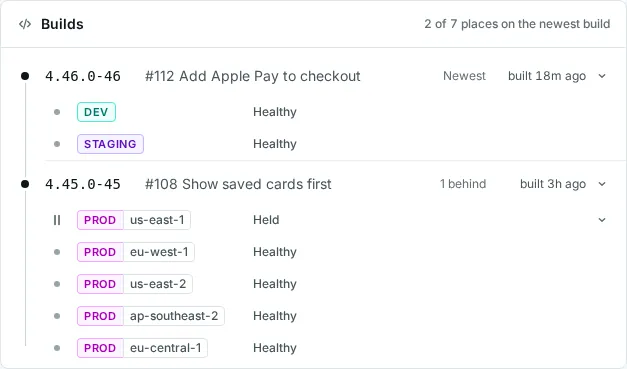 Builds 2 of 7 places on the newest build
4.46.0-46 #112 Add Apple Pay to checkout Newest built 18m ago
DEV Healthy
STAGING Healthy
4.45.0-45 #108 Show saved cards first 1 behind built 3h ago
PROD us-east-1 Held
PROD eu-west-1 Healthy
PROD us-east-2 Healthy
PROD ap-southeast-2 Healthy
PROD eu-central-1 Healthy